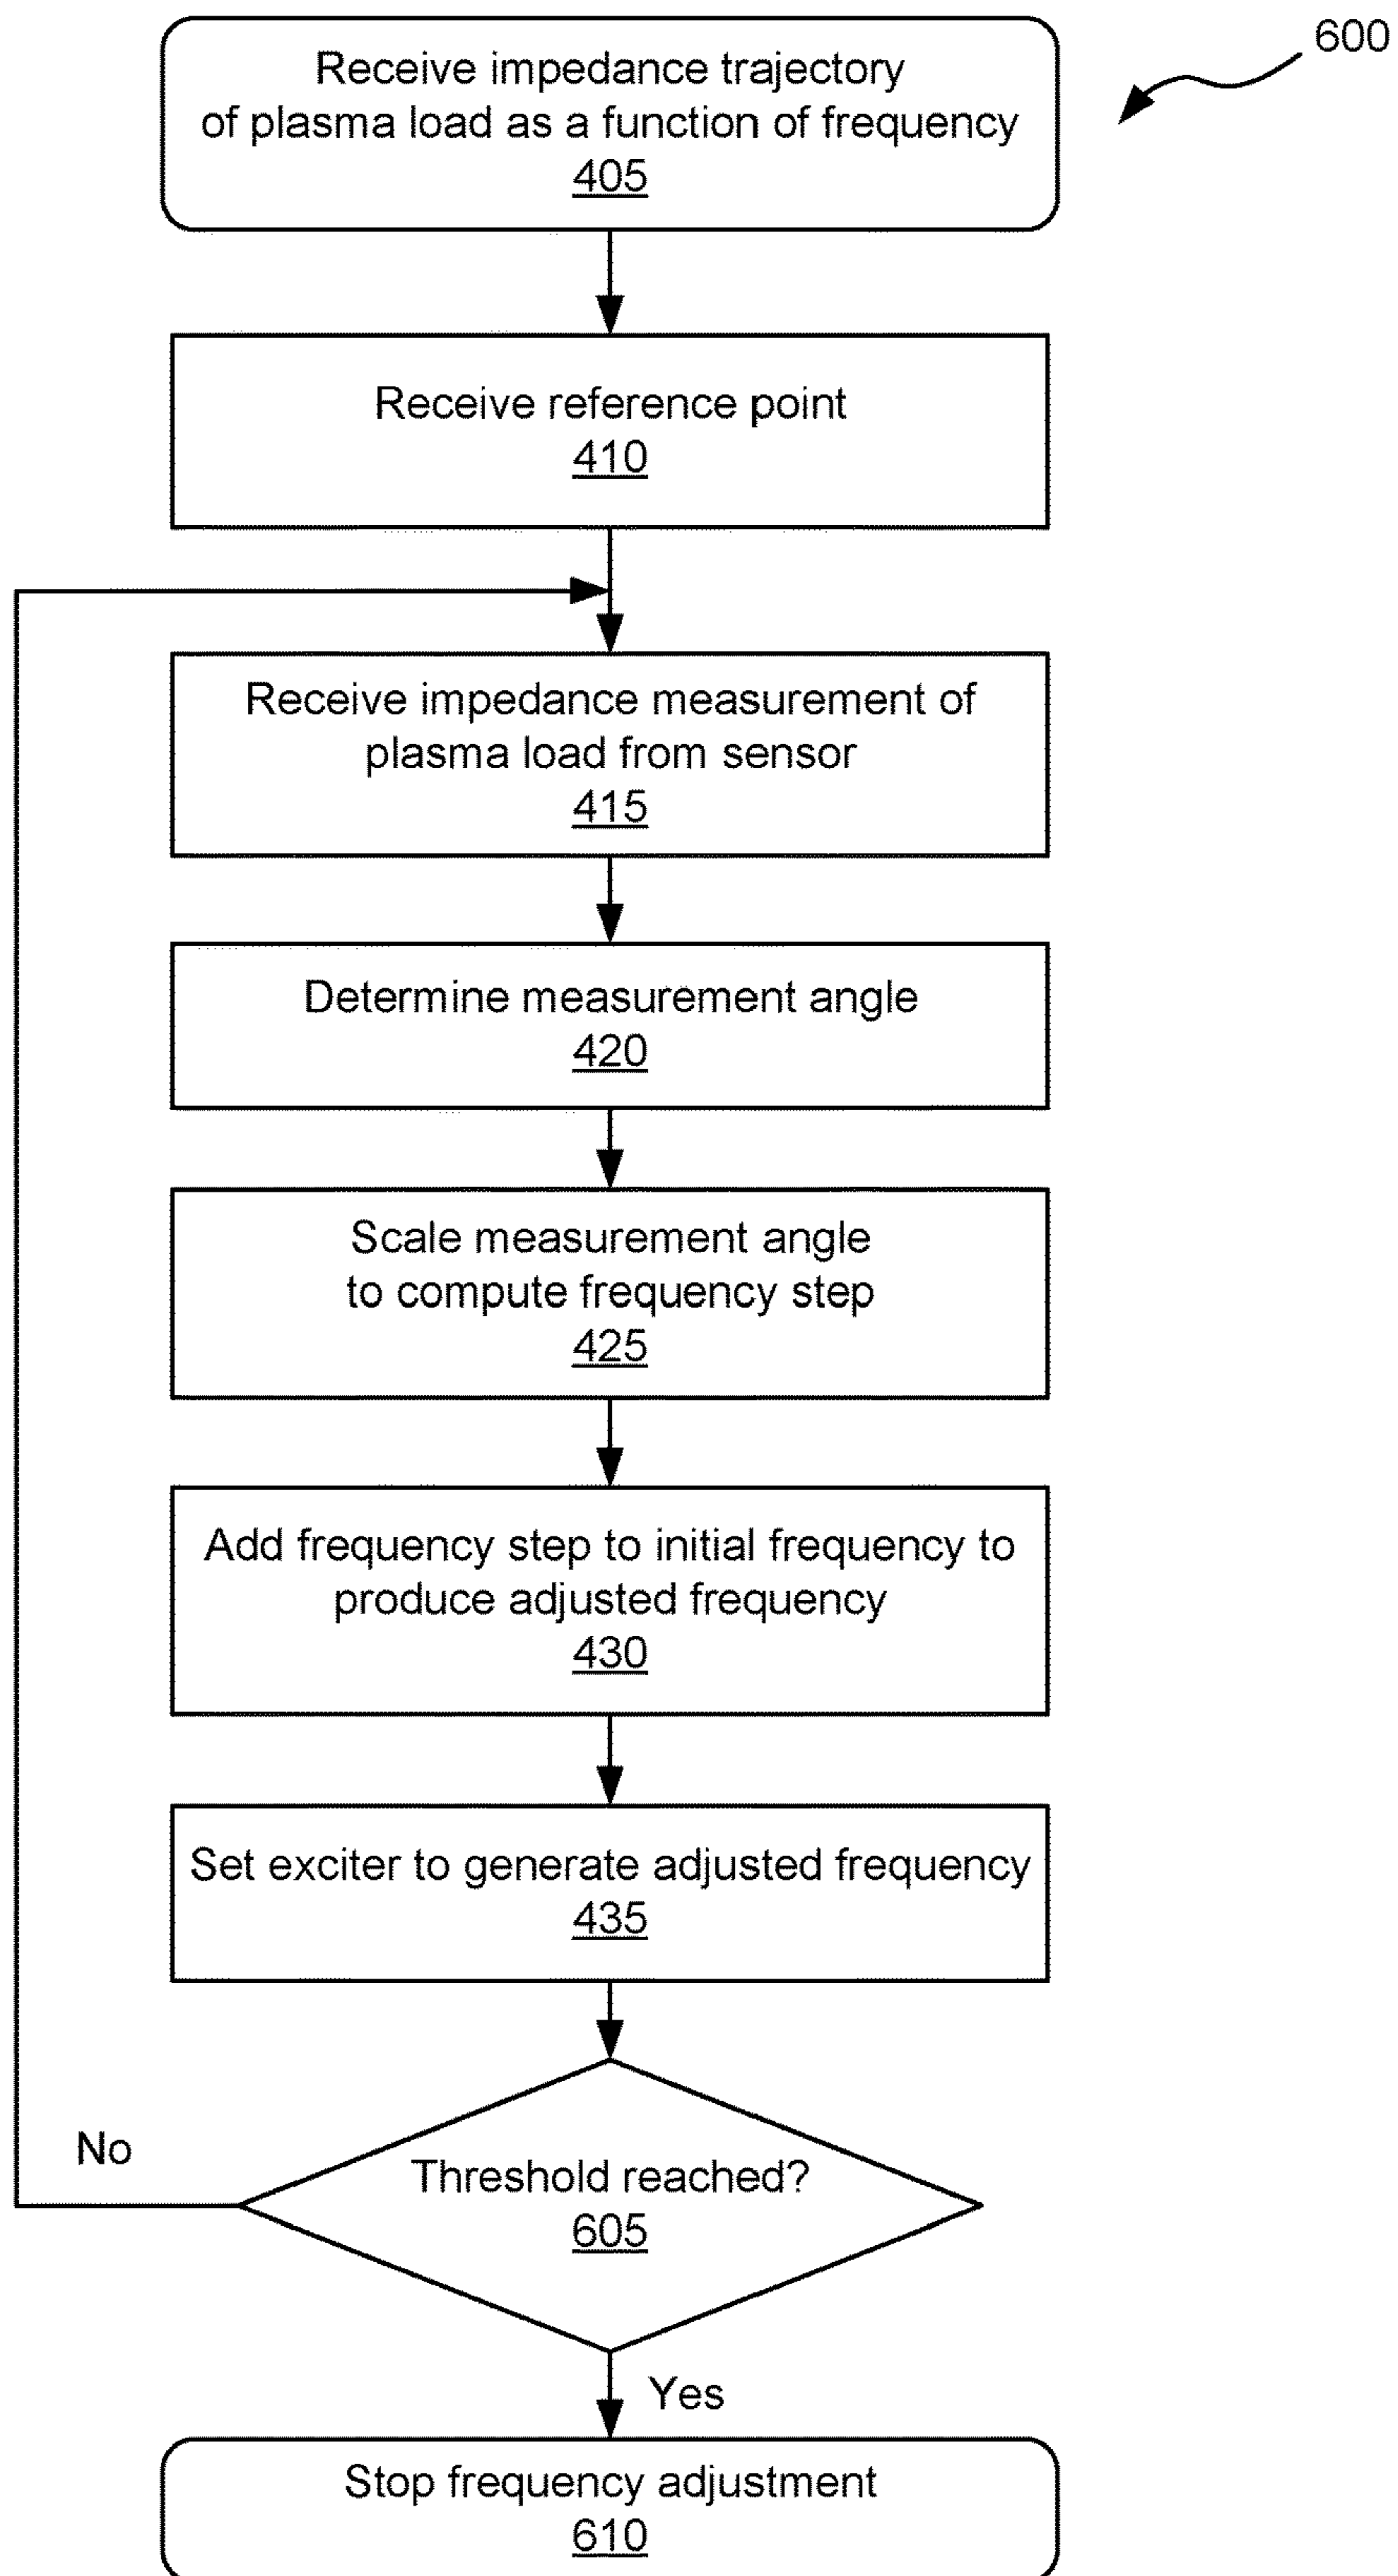 600
Receive impedance trajectory
of plasma load as a function of frequency
405
Receive reference point
410
Receive impedance measurement of
plasma load from sensor
415
Determine measurement angle
420
Scale measurement angle
to compute frequency step
425
Add frequency step to initial frequency to
produce adjusted frequency
430
Set exciter to generate adjusted frequency
435
No
Threshold reached?
605
Yes
Stop frequency adjustment
610